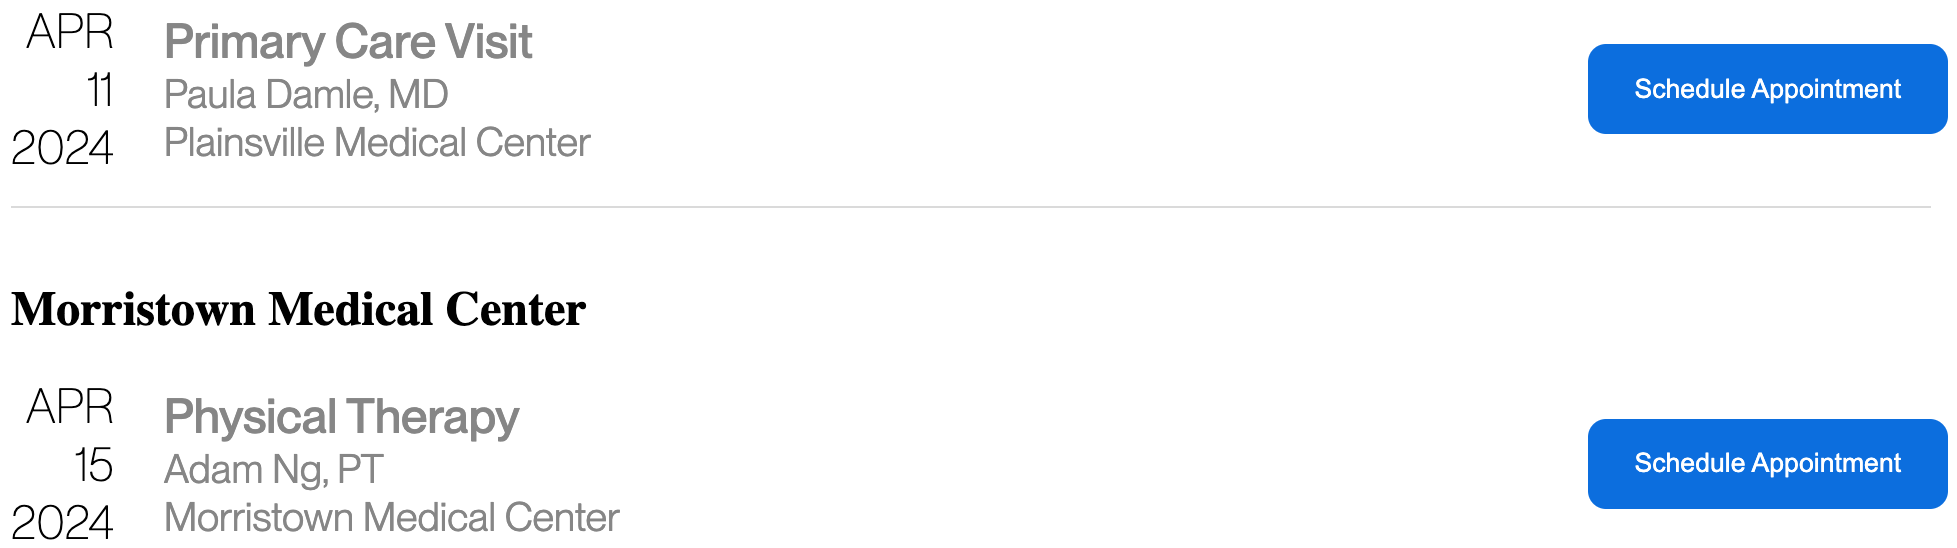 APR
11
2024
Primary Care Visit
Paula Damle, MD
Plainsville Medical Center
Schedule Appointment
Morristown Medical Center
APR
15
2024
Physical Therapy
Adam Ng, PT
Morristown Medical Center
Schedule Appointment